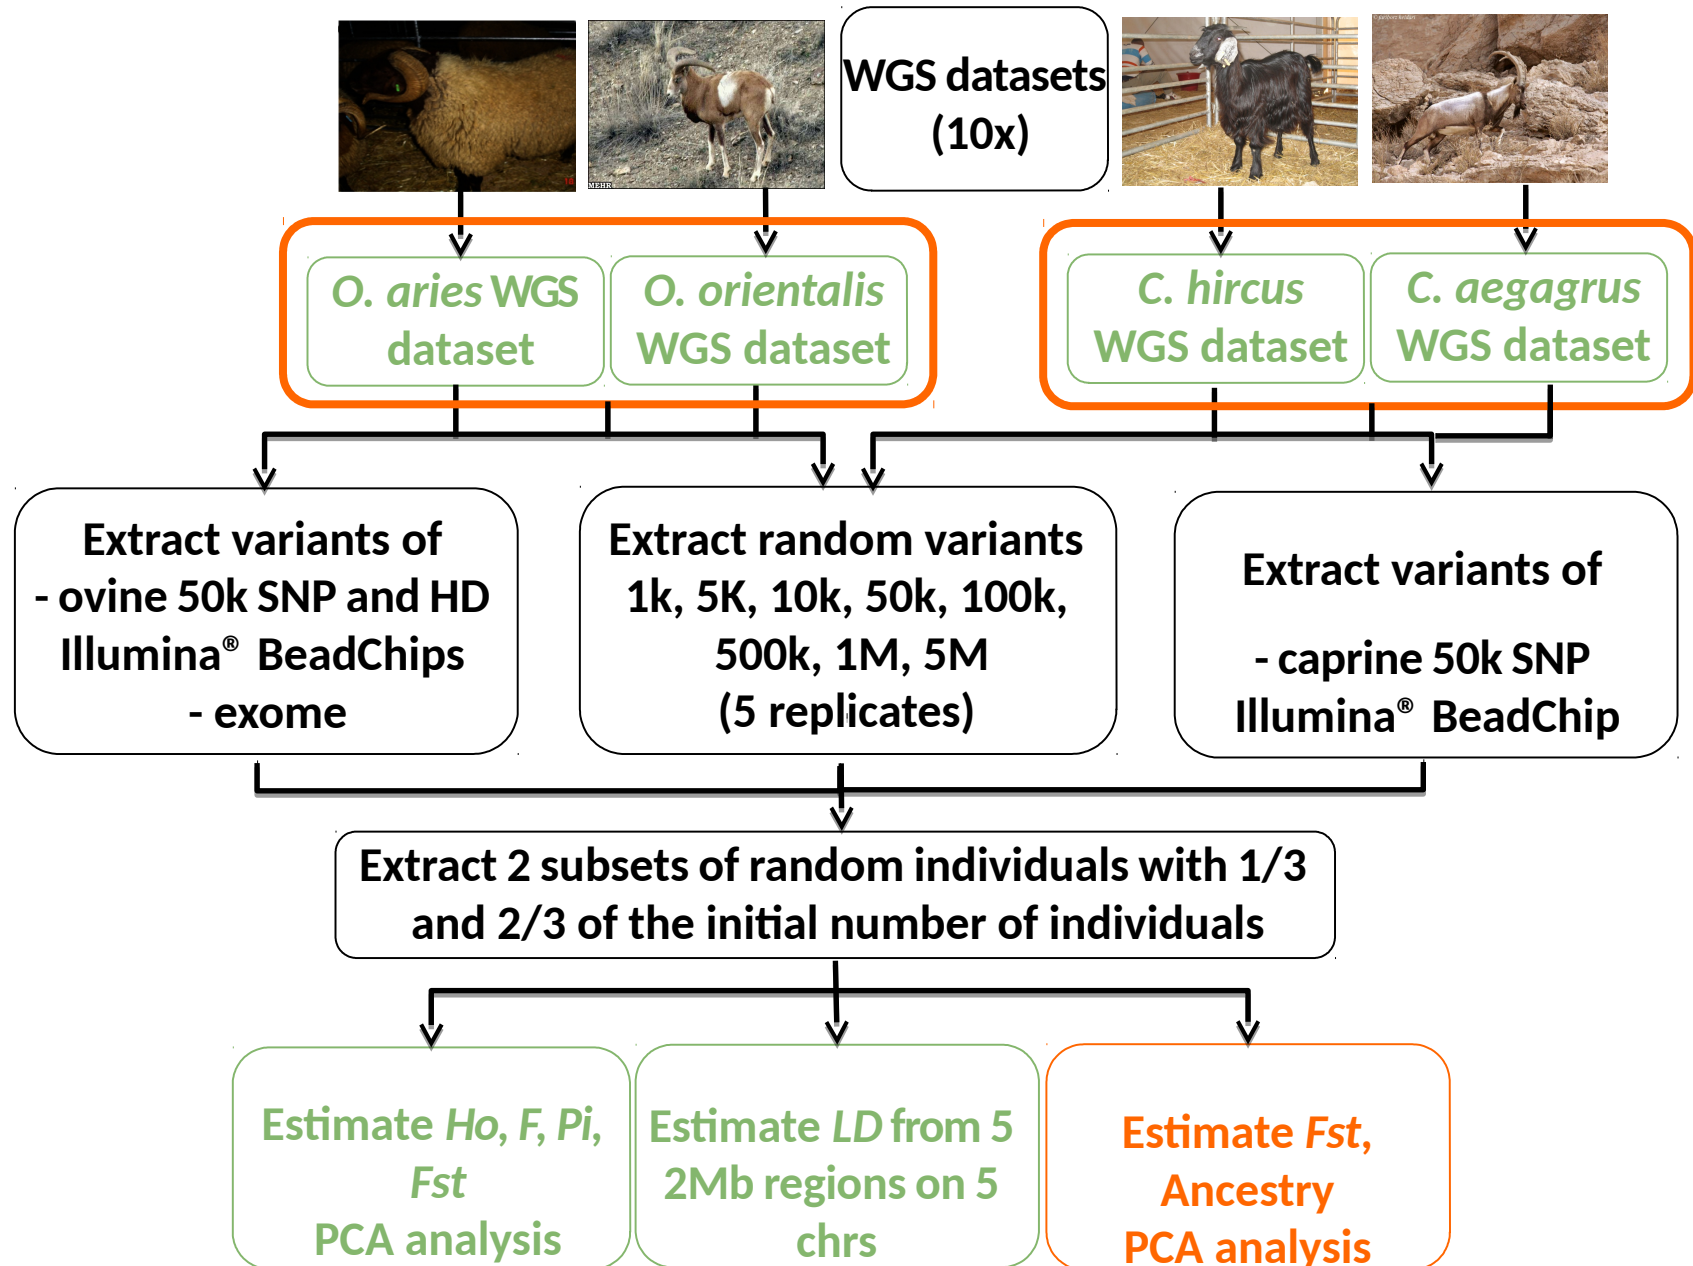 WGS datasets
(10x)
MEHR
O. aries WGS
dataset
O. orientalis
WGS dataset
C. hircus
WGS dataset
C. aegagrus
WGS dataset
Extract variants of
- ovine 50k SNP and HD
Illumina® BeadChips
- exome
Extract random variants
1k, 5K, 10k, 50k, 100k,
500k, 1M, 5M
(5 replicates)
Extract variants of
- caprine 50k SNP
Illumina® BeadChip
Extract 2 subsets of random individuals with 1/3
and 2/3 of the initial number of individuals
Estimate Ho, F, Pi,
Fst
PCA analysis
Estimate LD from 5
2Mb regions on 5
chrs
Estimate Fst,
Ancestry
PCA analysis